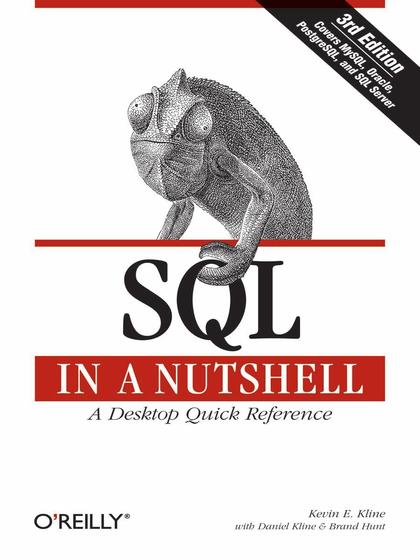 3rd Edition
Covers MySQL, Oracle,
PostgreSQL, and SQL Server
SQL
IN A NUTSHELL
A Desktop Quick Reference
Kevin E. Kline
with Daniel Kline & Brand Hunt
O'REILLY®